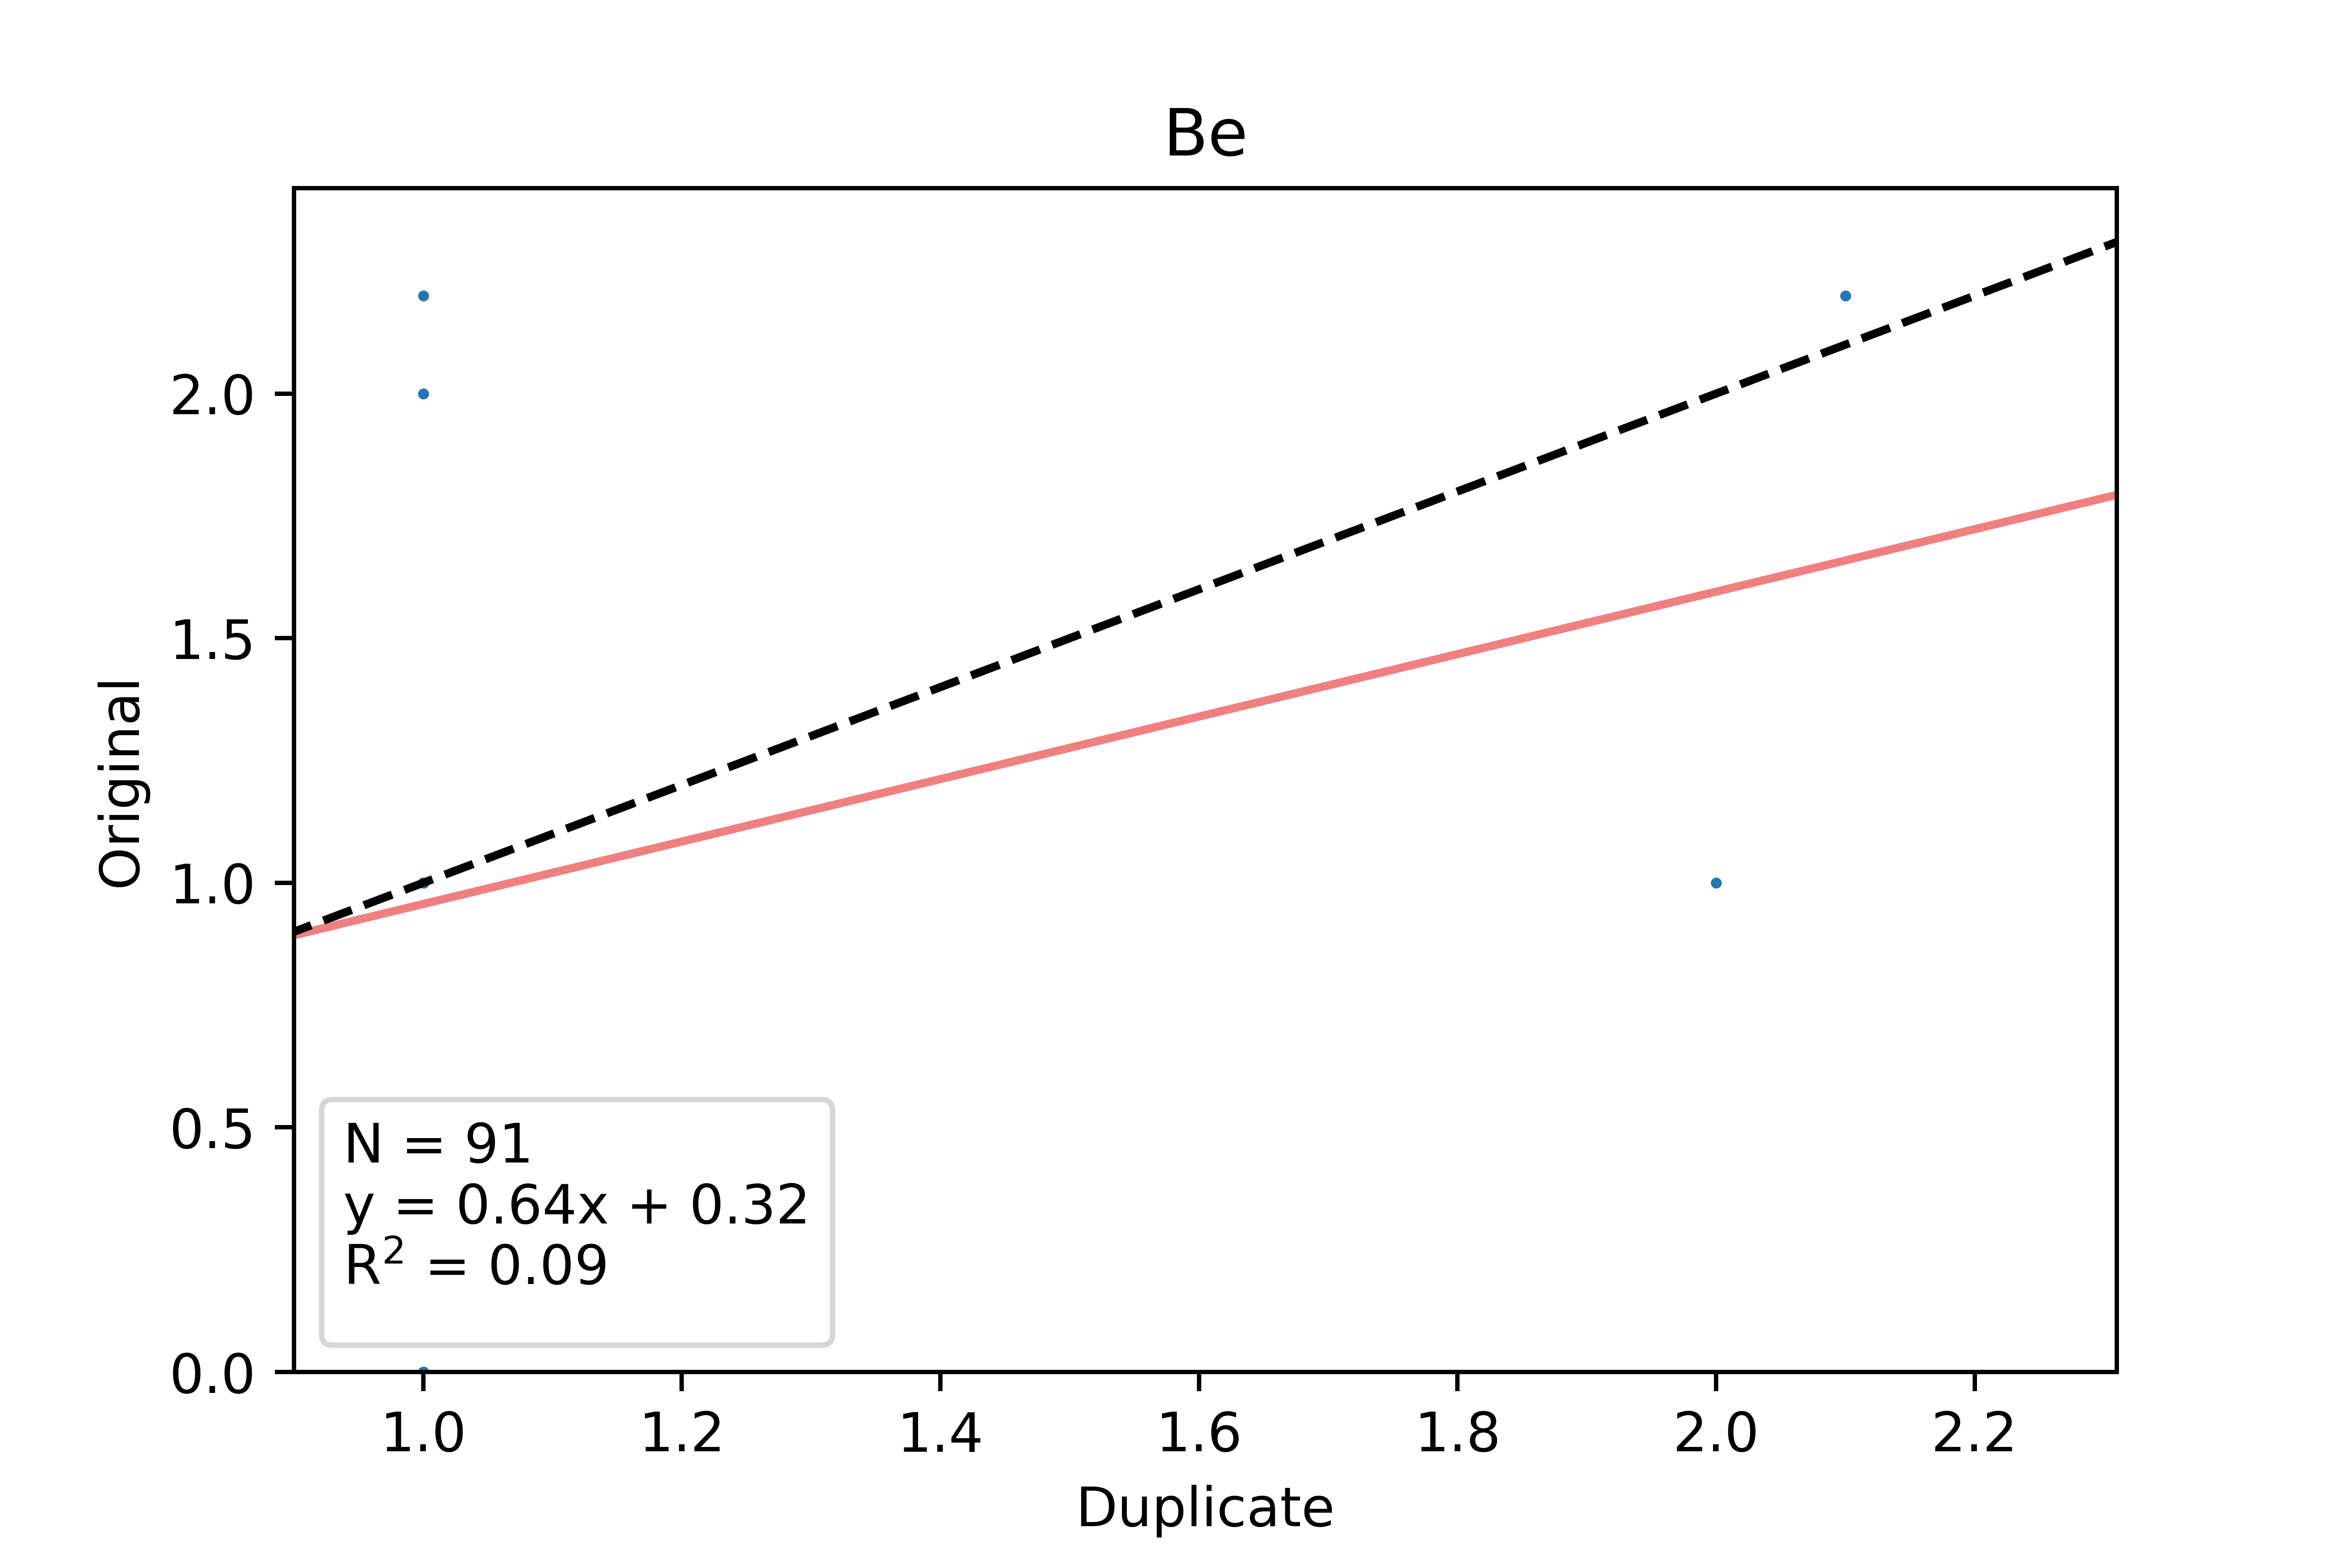 Be
Original
2.0
1.5
1.0
0.5
0.0
N = 91
y = 0.64x + 0.32
R² = 0.09
1.0 1.2 1.4 1.6 1.8 2.0 2.2
Duplicate